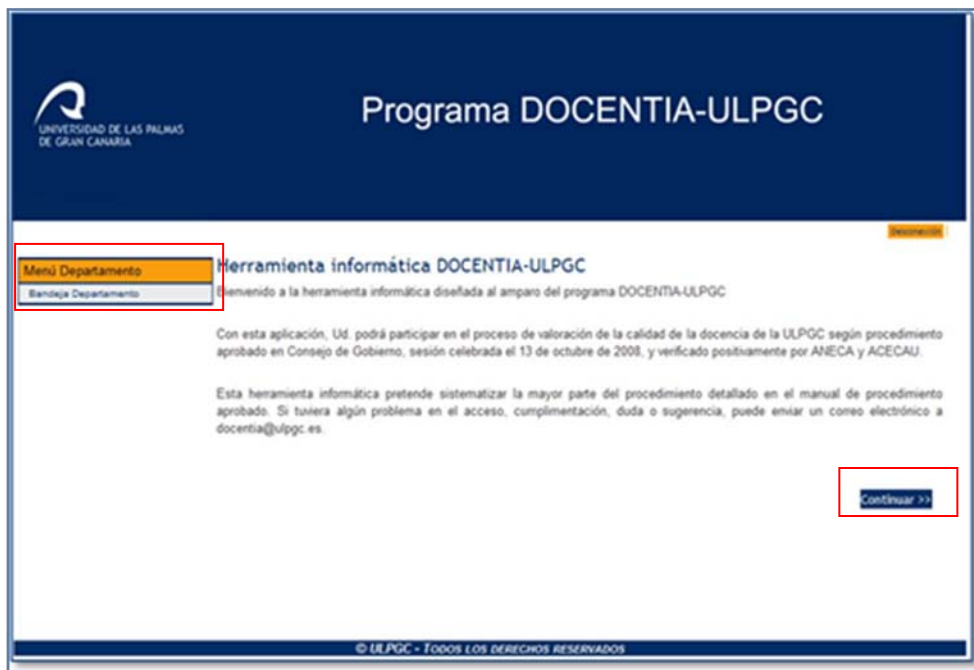 UNIVERSIDAD DE LAS PALMAS
DE GRAN CANARIA
Programa DOCENTIA-ULPGC
Desconexión
Menú Departamento
Bandeja Departamento
Herramienta informática DOCENTIA-ULPGC
Bienvenido a la herramienta informática diseñada al amparo del programa DOCENTIA-ULPGC
Con esta aplicación, Ud. podrá participar en el proceso de valoración de la calidad de la docencia de la ULPGC según procedimiento
aprobado en Consejo de Gobierno, sesión celebrada el 13 de octubre de 2008, y verificado positivamente por ANECA y ACECAU.
Esta herramienta informática pretende sistematizar la mayor parte del procedimiento detallado en el manual de procedimiento
aprobado. Si tuviera algún problema en el acceso, cumplimentación, duda o sugerencia, puede enviar un correo electrónico a
docentia@ulpgc.es.
Continuar >>
© ULPGC - TODOS LOS DERECHOS RESERVADOS